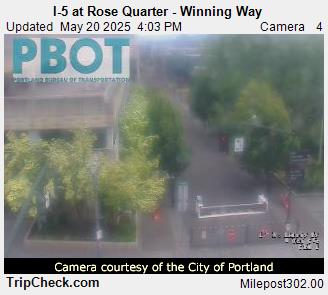 I-5 at Rose Quarter - Winning Way
Updated May 20 2025 4:03 PM Camera 4
PBOT
PORTLAND BUREAU OF TRANSPORTATION
Camera courtesy of the City of Portland
TripCheck.com Milepost302.00